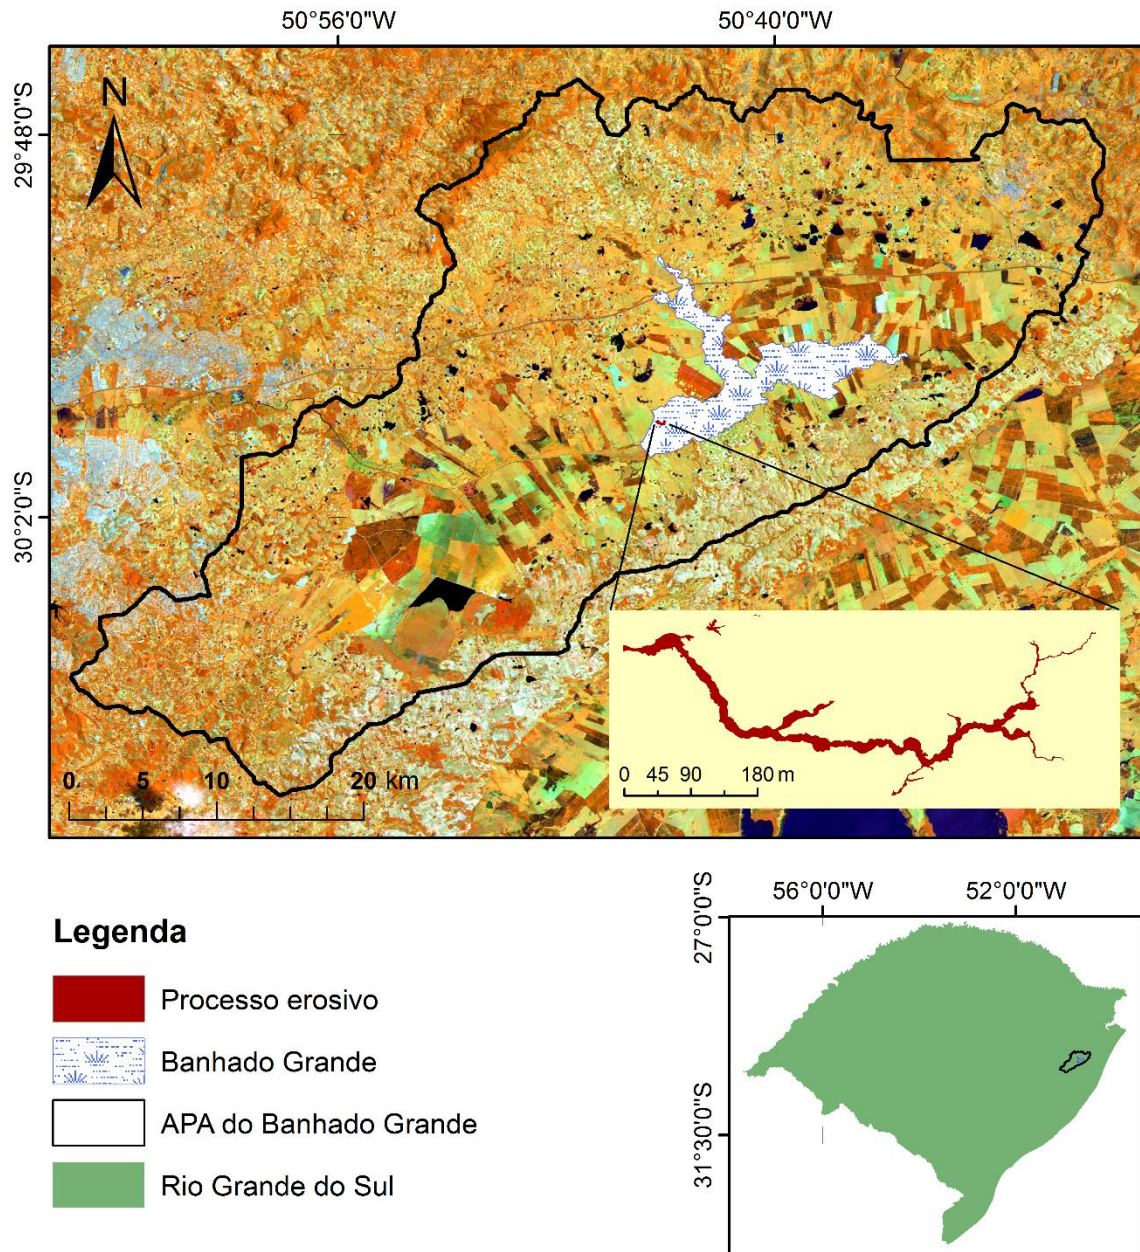 50°56'0"W 50°40'0"W
29°48'0"S
N
30°2'0"S
0 5 10 20 km
0 45 90 180 m
Legenda
Processo erosivo
Banhado Grande
APA do Banhado Grande
Rio Grande do Sul
56°0'0"W 52°0'0"W
27°0'0"S
31°30'0"S